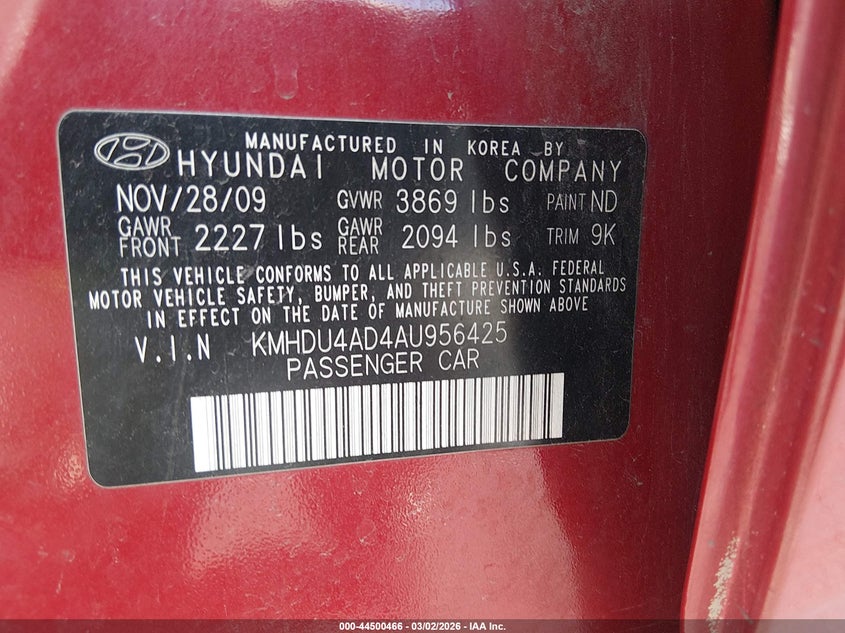 MANUFACTURED IN KOREA BY
HYUNDAI MOTOR COMPANY
NOV/28/09 GVWR 3869 lbs PAINT ND
GAWR FRONT 2227 lbs GAWR REAR 2094 lbs TRIM 9K
THIS VEHICLE CONFORMS TO ALL APPLICABLE U.S.A. FEDERAL
MOTOR VEHICLE SAFETY, BUMPER, AND THEFT PREVENTION STANDARDS
IN EFFECT ON THE DATE OF MANUFACTURE SHOWN ABOVE
V.I.N KMHDU4AD4AU956425
PASSENGER CAR
000-44500466 - 03/02/2026 - IAA Inc.